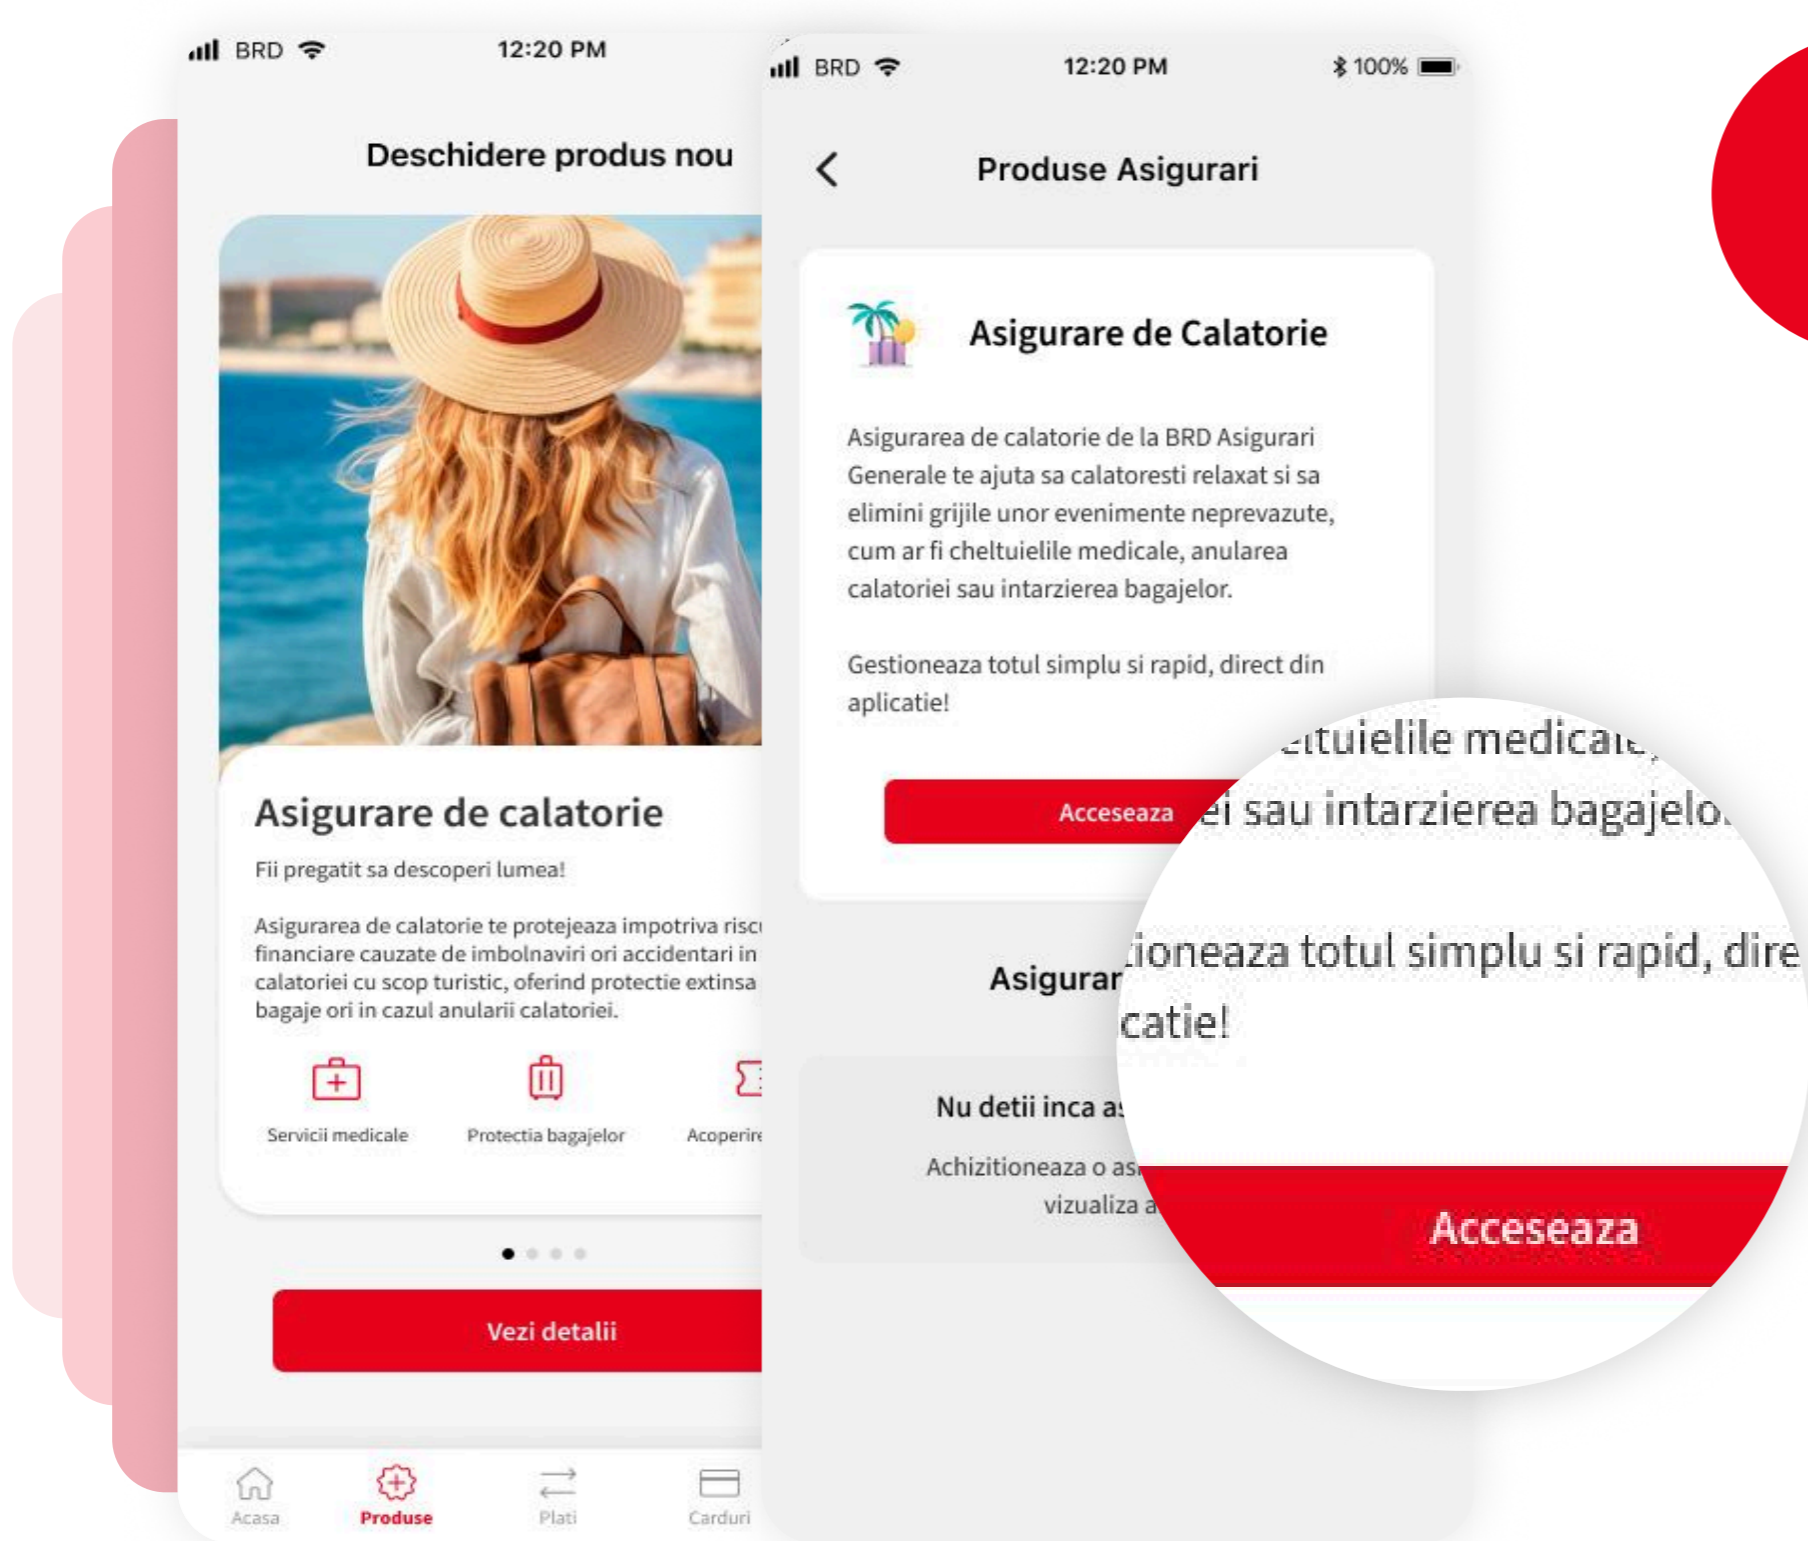 BRD 12:20 PM
Deschidere produs nou
Asigurare de calatorie
Fii pregatit sa descoperi lumea!
Asigurarea de calatorie te protejeaza impotriva
financiare cauzate de imbolnaviri ori accidentari in
calatoriei cu scop turistic, oferind protectie extinsa
bagaje ori in cazul anularii calatoriei.
Servicii medicale Protectia bagajelor Acoperire
Vezi detalii
Acasa Produse Plati Carduri
BRD 12:20 PM 100%
Produse Asigurari
Asigurare de Calatorie
Asigurarea de calatorie de la BRD Asigurari
Generale te ajuta sa calatoresti relaxat si sa
elimini grijile unor evenimente neprevazute,
cum ar fi cheltuielile medicale, anularea
calatoriei sau intarzierea bagajelor.
Gestioneaza totul simplu si rapid, direct din
aplicatie!
Acceseaza
Asigurar
Nu detii inca
Achizitioneaza o
vizualiza
eltuielile medicale,
ei sau intarzierea bagajelo
ioneaza totul simplu si rapid, dire
catie!
Acceseaza